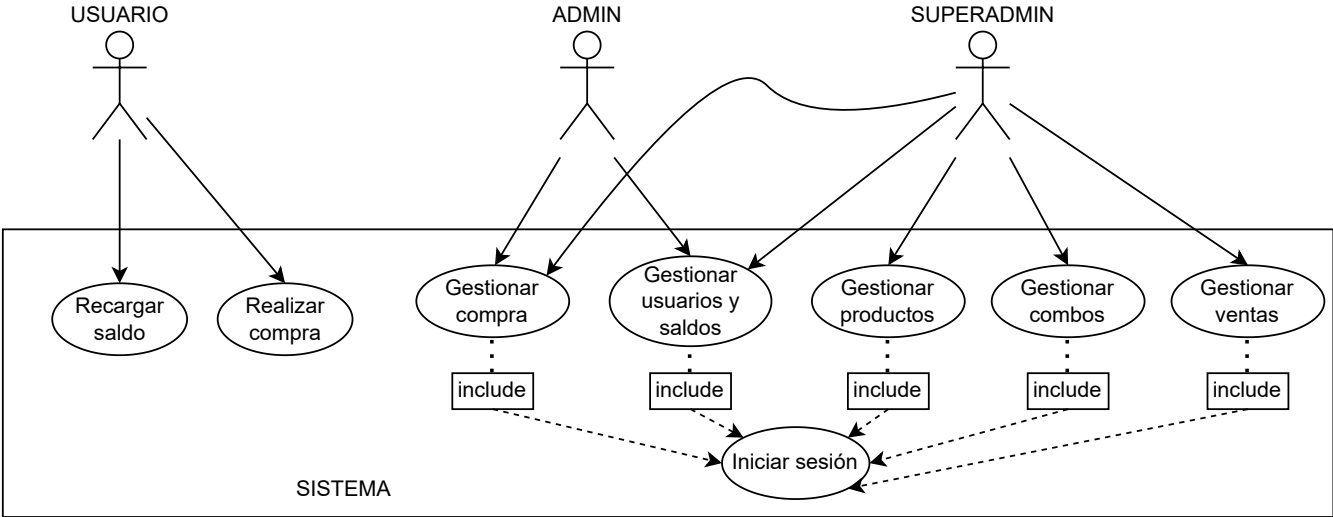 USUARIO
ADMIN
SUPERADMIN
Recargar
saldo
Realizar
compra
Gestionar
compra
Gestionar
usuarios y
saldos
Gestionar
productos
Gestionar
combos
Gestionar
ventas
include
include
include
include
include
Iniciar sesión
SISTEMA